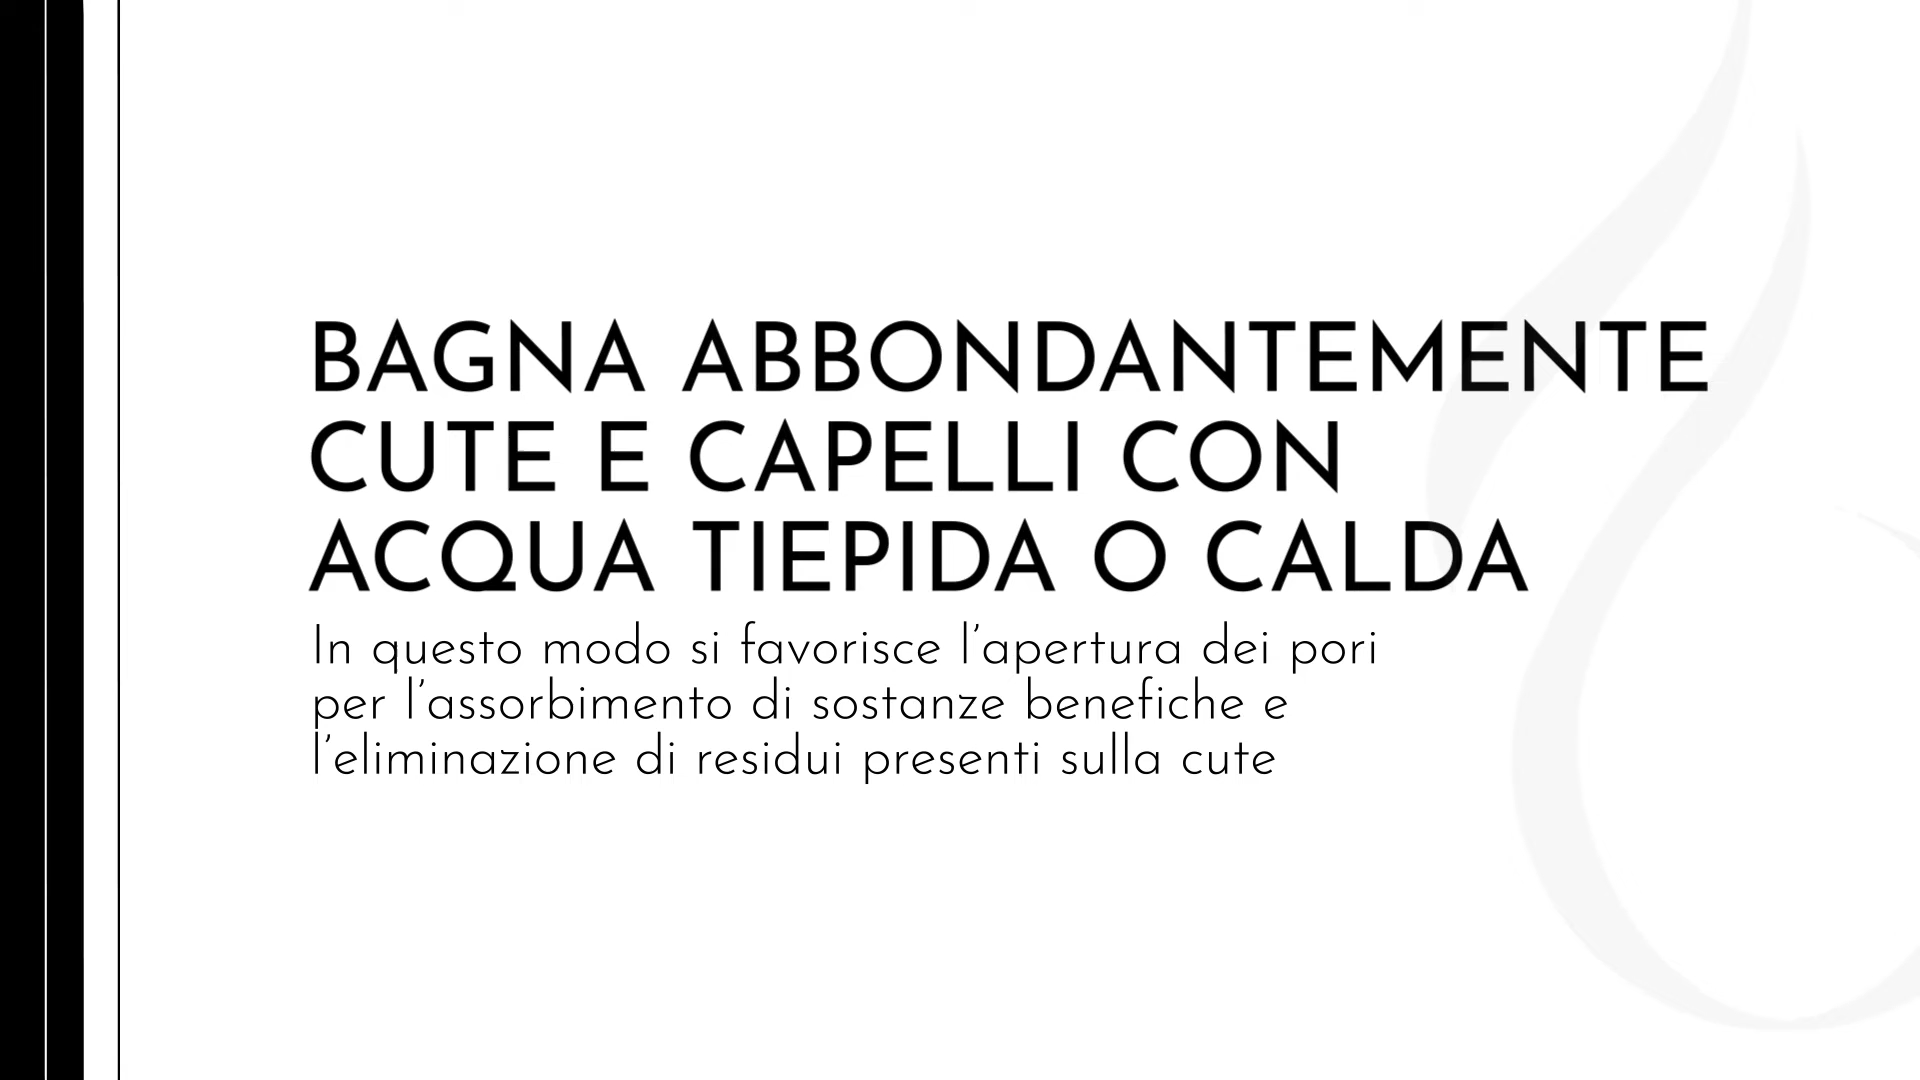 BAGNA ABBONDANTEMENTE
CUTE E CAPELLI CON
ACQUA TIEPIDA O CALDA
In questo modo si favorisce l’apertura dei pori
per l’assorbimento di sostanze benefiche e
l’eliminazione di residui presenti sulla cute